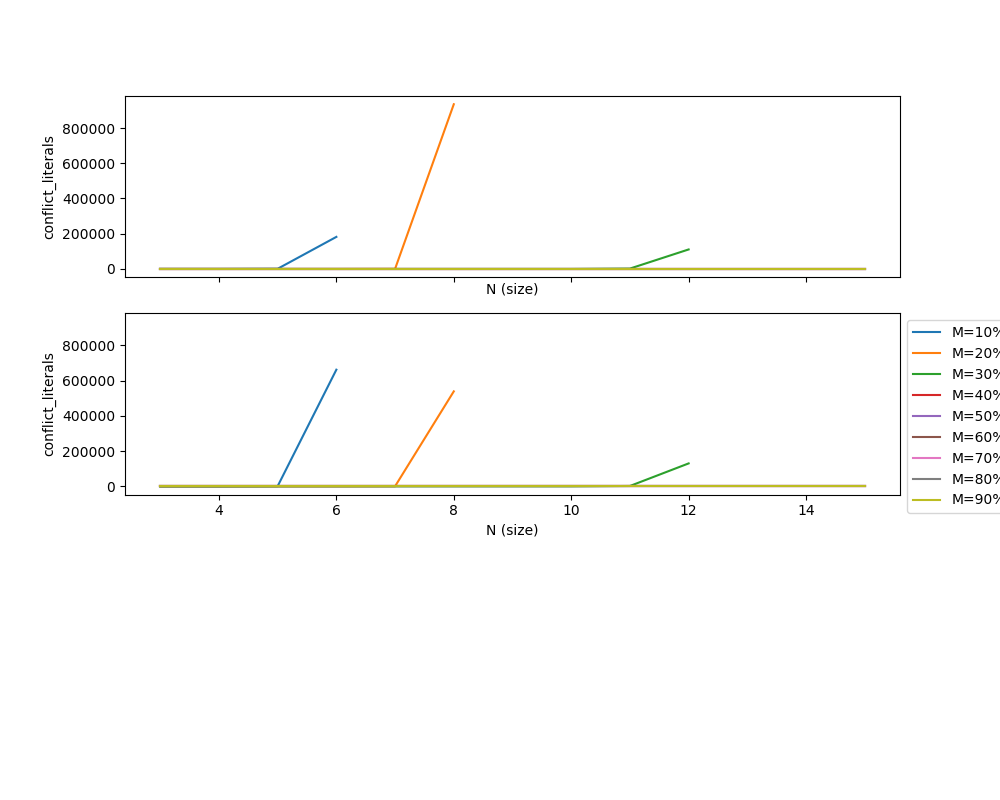 800000
600000
400000
200000
0
conflict_literals
N (size)
800000
600000
400000
200000
0
conflict_literals
4 6 8 10 12 14
N (size)
M=10%
M=20%
M=30%
M=40%
M=50%
M=60%
M=70%
M=80%
M=90%